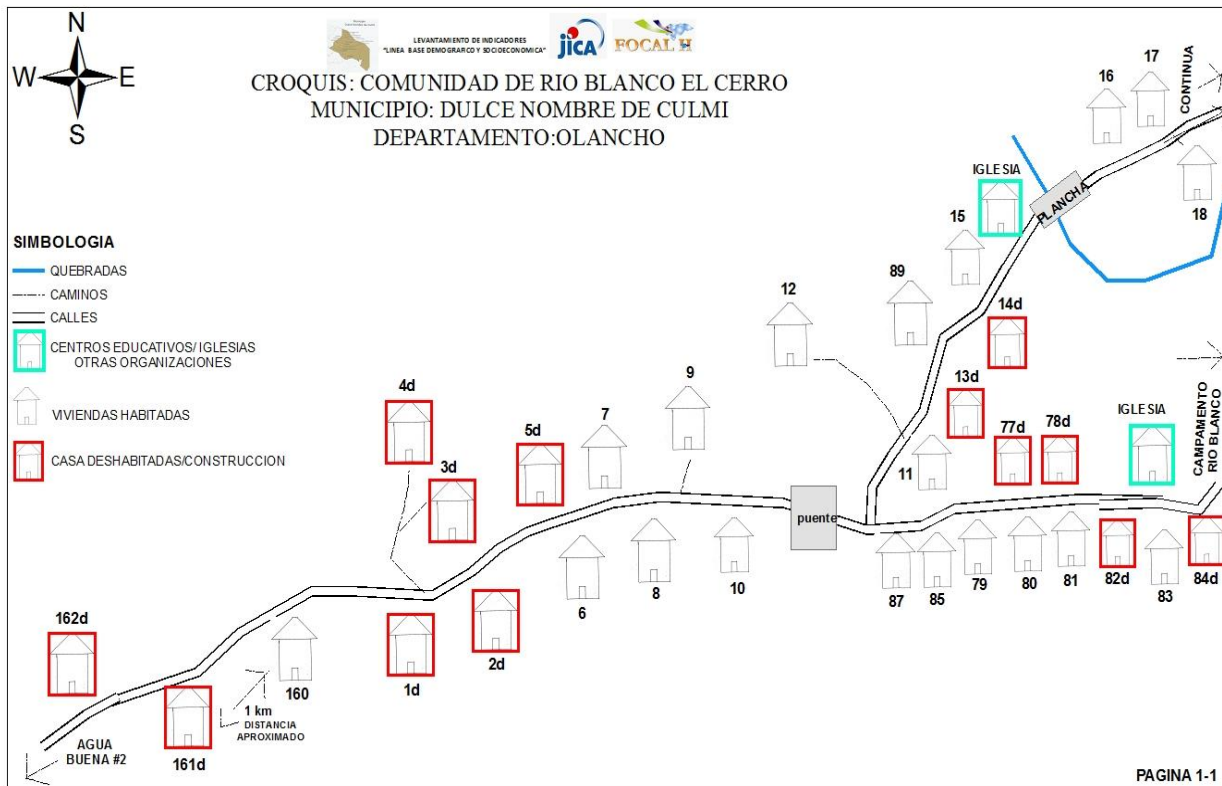 N
W E
S
LEVANTAMIENTO DE INDICADORES
"LINEA BASE DEMOGRARCO Y SOCIOECONOMICA"
jICA
FOCAL H
CROQUIS: COMUNIDAD DE RIO BLANCO EL CERRO
MUNICIPIO: DULCE NOMBRE DE CULMI
DEPARTAMENTO:OLANCHO
SIMBOLOGIA
QUEBRADAS
CAMINOS
CALLES
CENTROS EDUCATIVOS/ IGLESIAS
OTRAS ORGANIZACIONES
VIVIENDAS HABITADAS
CASA DESHABITADAS/CONSTRUCCION
16
17
CONTINUA
IGLESIA
PLANCHA
18
15
89
12
14d
13d
77d
78d
IGLESIA
CAMPAMENTO
RIO BLANCO
11
4d
3d
5d
7
9
puente
6
8
10
87
85
79
80
81
82d
83
84d
162d
161d
160
1d
2d
1 km
DISTANCIA
APROXIMADO
AGUA
BUENA #2
PAGINA 1-1